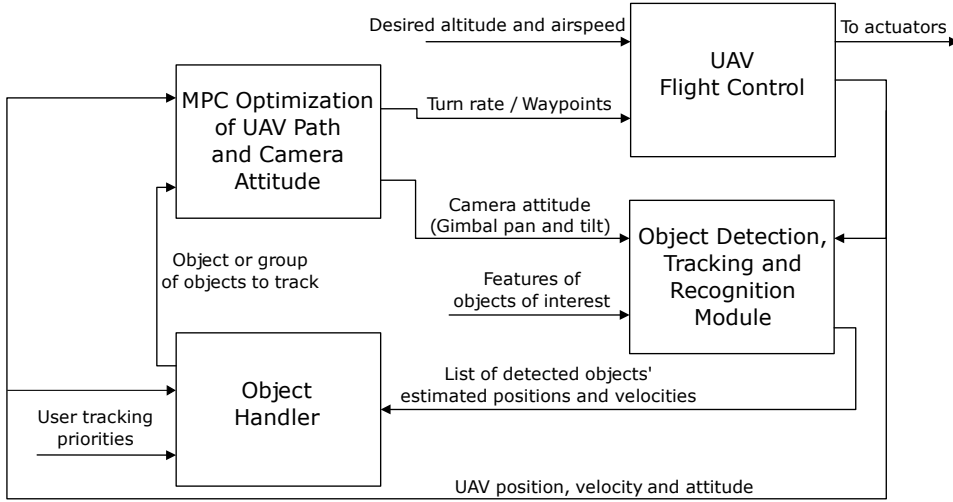 Desired altitude and airspeed
To actuators
UAV
Flight Control
MPC Optimization
of UAV Path
and Camera
Attitude
Turn rate / Waypoints
Camera attitude
(Gimbal pan and tilt)
Object Detection,
Tracking and
Recognition
Module
Object or group
of objects to track
Features of
objects of interest
List of detected objects'
estimated positions and velocities
Object
Handler
User tracking
priorities
UAV position, velocity and attitude